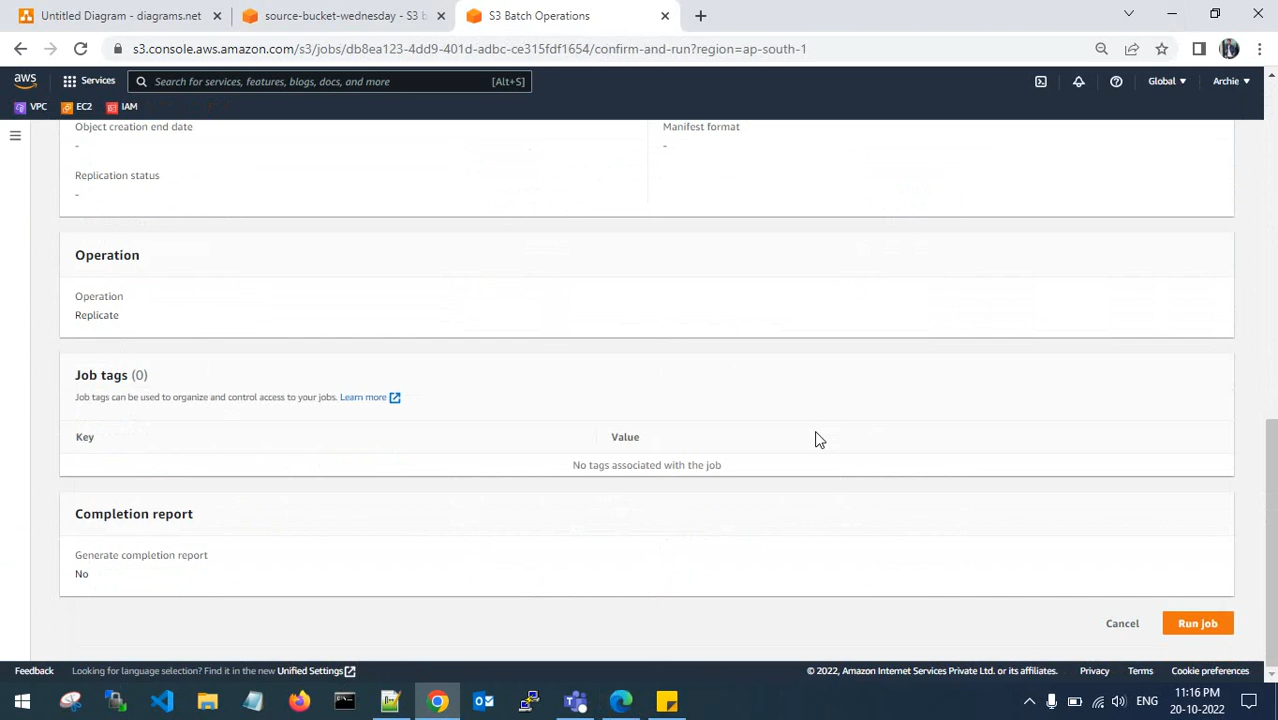 Untitled Diagram - diagrams.net
source-bucket-wednesday - S3 b
S3 Batch Operations
s3.console.aws.amazon.com/s3/jobs/db8ea123-4dd9-401d-adbc-ce315fdf1654/confirm-and-run?region=ap-south-1
aws
Services
Search for services, features, blogs, docs, and more
[Alt+S]
Global
Archie
VPC
EC2
IAM
Object creation end date
-
Manifest format
-
Replication status
-
Operation
Operation
Replicate
Job tags (0)
Job tags can be used to organize and control access to your jobs. Learn more
Key
Value
No tags associated with the job
Completion report
Generate completion report
No
Cancel
Run job
Feedback
Looking for language selection? Find it in the new Unified Settings
© 2022, Amazon Internet Services Private Ltd. or its affiliates.
Privacy
Terms
Cookie preferences
ENG
11:16 PM
20-10-2022